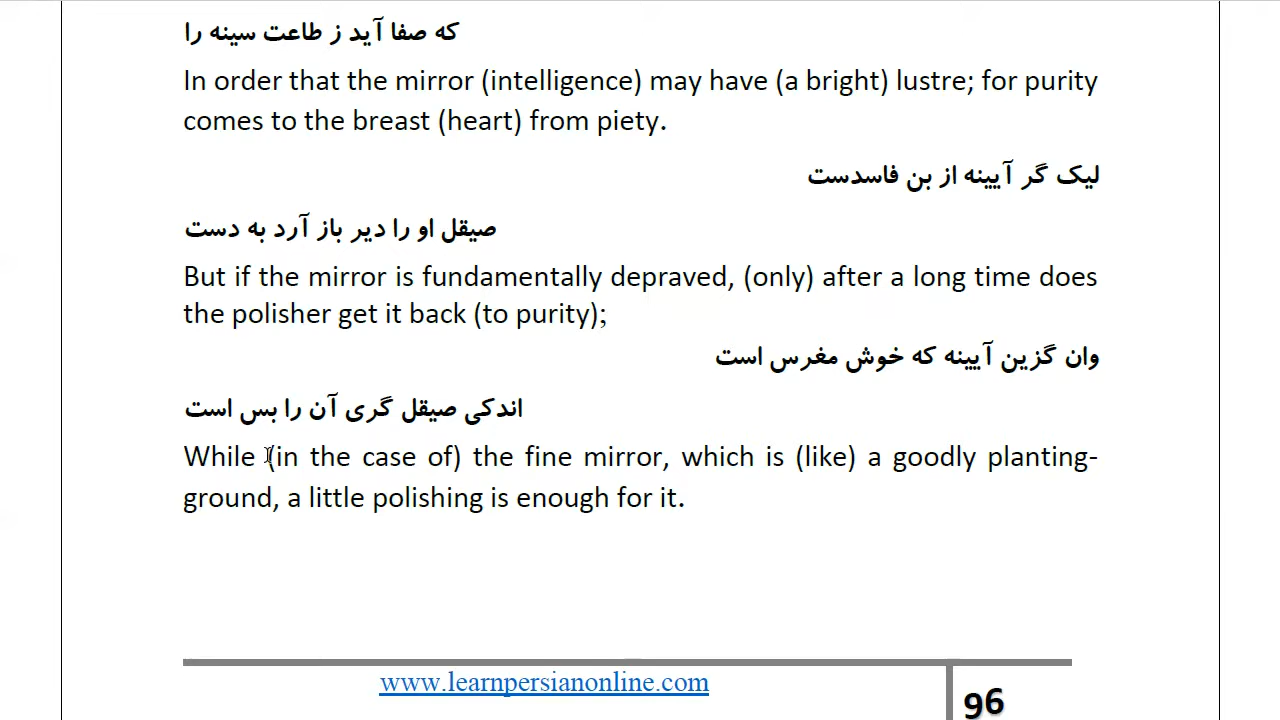 که صفا آید ز طاعت سینه را
In order that the mirror (intelligence) may have (a bright) lustre; for purity
comes to the breast (heart) from piety.
لیک گر آیینه از بن فاسدست
صیقل او را دیر باز آرد به دست
But if the mirror is fundamentally depraved, (only) after a long time does
the polisher get it back (to purity);
وان گزین آیینه که خوش مغرس است
اندکی صیقل گری آن را بس است
While (in the case of) the fine mirror, which is (like) a goodly planting-
ground, a little polishing is enough for it.
www.learnpersianonline.com
96